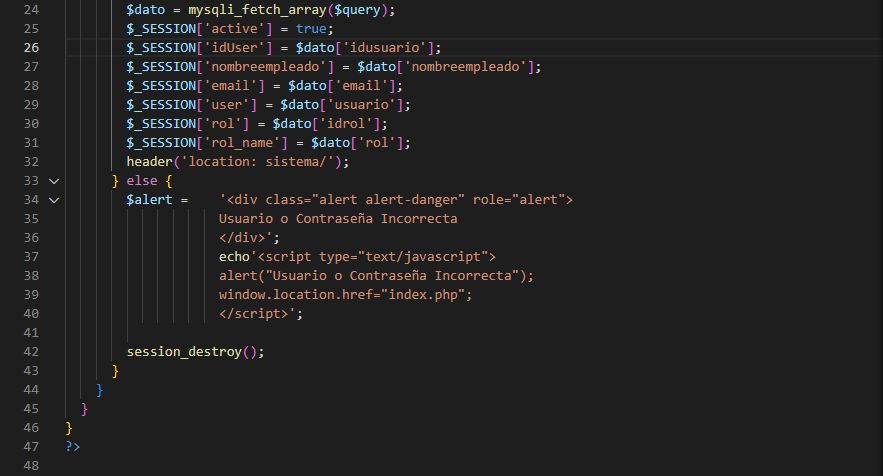 24 $dato = mysqli_fetch_array($query);
25 $_SESSION['active'] = true;
26 $_SESSION['idUser'] = $dato['idusuario'];
27 $_SESSION['nombreempleado'] = $dato['nombreempleado'];
28 $_SESSION['email'] = $dato['email'];
29 $_SESSION['user'] = $dato['usuario'];
30 $_SESSION['rol'] = $dato['idrol'];
31 $_SESSION['rol_name'] = $dato['rol'];
32 header('location: sistema/');
33 } else {
34 $alert = '<div class="alert alert-danger" role="alert">
35 Usuario o Contraseña Incorrecta
36 </div>';
37 echo'<script type="text/javascript">
38 alert("Usuario o Contraseña Incorrecta");
39 window.location.href="index.php";
40 </script>';
41
42 session_destroy();
43 }
44 }
45 }
46 }
47 ?>
48